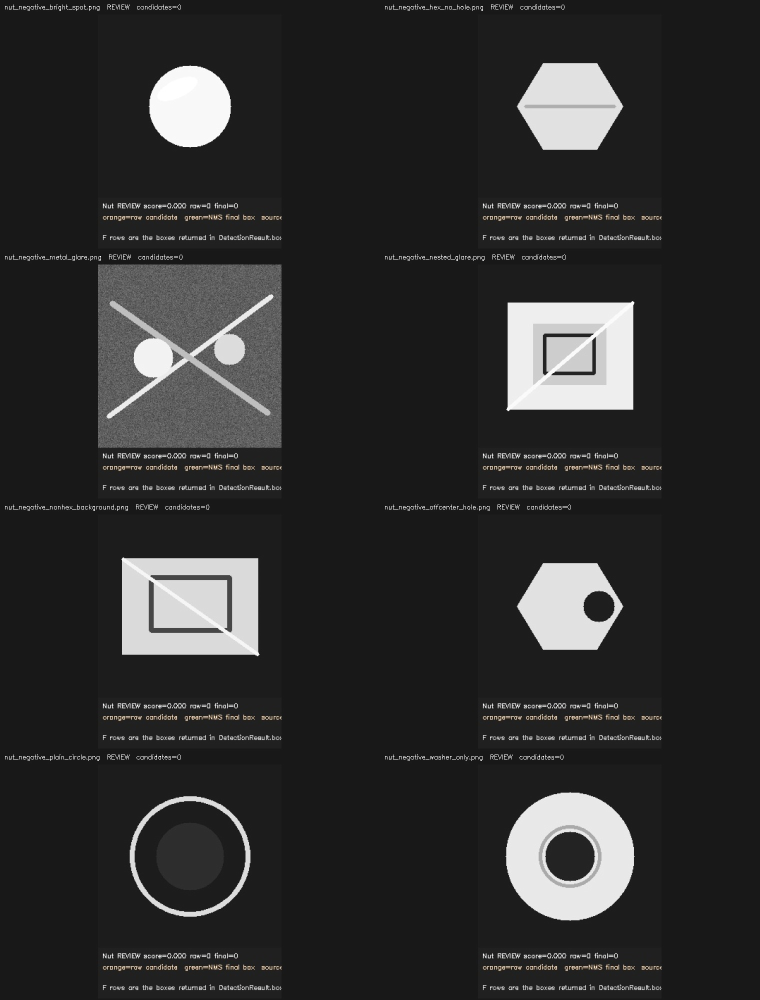 nut_negative_bright_spot.png REVIEW candidates=0
nut_negative_hex_no_hole.png REVIEW candidates=0
Nut REVIEW score=0.000 raw=0 final=0
Nut REVIEW score=0.000 raw=0 final=0
orange=raw candidate green=NMS final box source
orange=raw candidate green=NMS final box source
F rows are the boxes returned in DetectionResult.box
F rows are the boxes returned in DetectionResult.box
nut_negative_metal_glare.png REVIEW candidates=0
nut_negative_nested_glare.png REVIEW candidates=0
Nut REVIEW score=0.000 raw=0 final=0
Nut REVIEW score=0.000 raw=0 final=0
orange=raw candidate green=NMS final box source
orange=raw candidate green=NMS final box source
F rows are the boxes returned in DetectionResult.box
F rows are the boxes returned in DetectionResult.box
nut_negative_nonhex_background.png REVIEW candidates=0
nut_negative_offcenter_hole.png REVIEW candidates=0
Nut REVIEW score=0.000 raw=0 final=0
Nut REVIEW score=0.000 raw=0 final=0
orange=raw candidate green=NMS final box source
orange=raw candidate green=NMS final box source
F rows are the boxes returned in DetectionResult.box
F rows are the boxes returned in DetectionResult.box
nut_negative_plain_circle.png REVIEW candidates=0
nut_negative_washer_only.png REVIEW candidates=0
Nut REVIEW score=0.000 raw=0 final=0
Nut REVIEW score=0.000 raw=0 final=0
orange=raw candidate green=NMS final box source
orange=raw candidate green=NMS final box source
F rows are the boxes returned in DetectionResult.box
F rows are the boxes returned in DetectionResult.box